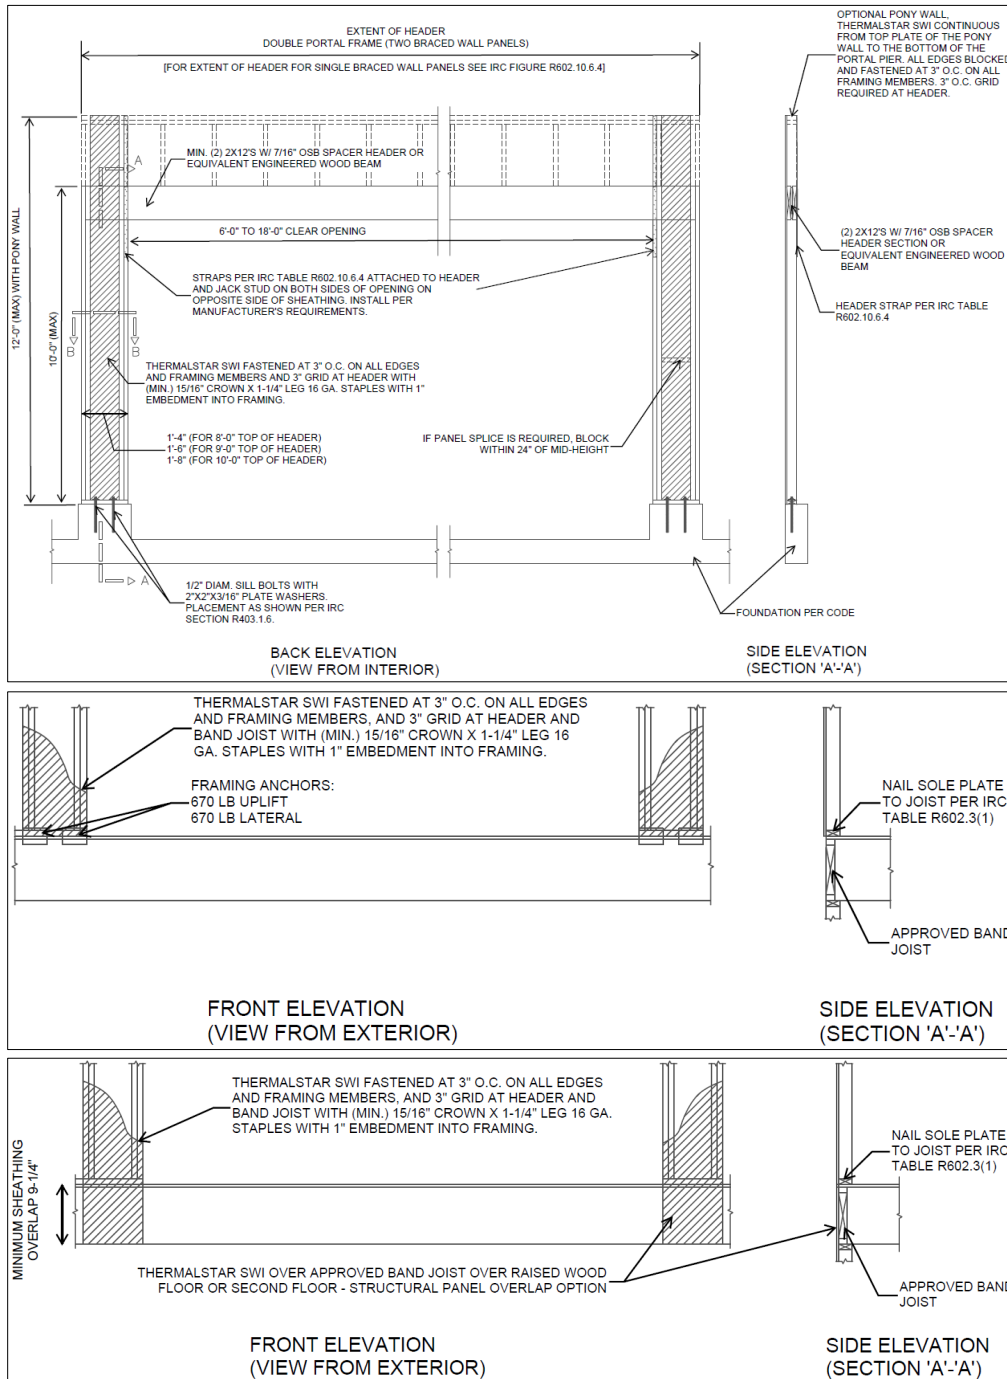 EXTENT OF HEADER
DOUBLE PORTAL FRAME (TWO BRACED WALL PANELS)
[FOR EXTENT OF HEADER FOR SINGLE BRACED WALL PANELS SEE IRC FIGURE R602.10.6.4]
OPTIONAL PONY WALL,
THERMALSTAR SWI CONTINUOUS
FROM TOP PLATE OF THE PONY
WALL TO THE BOTTOM OF THE
PORTAL PIER. ALL EDGES BLOCKED
AND FASTENED AT 3" O.C. ON ALL
FRAMING MEMBERS. 3" O.C. GRID
REQUIRED AT HEADER.
A
MIN. (2) 2X12'S W/ 7/16" OSB SPACER HEADER OR
EQUIVALENT ENGINEERED WOOD BEAM
6'-0" TO 18'-0" CLEAR OPENING
(2) 2X12'S W/ 7/16" OSB SPACER
HEADER SECTION OR
EQUIVALENT ENGINEERED WOOD
BEAM
STRAPS PER IRC TABLE R602.10.6.4 ATTACHED TO HEADER
AND JACK STUD ON BOTH SIDES OF OPENING ON
OPPOSITE SIDE OF SHEATHING. INSTALL PER
MANUFACTURER'S REQUIREMENTS.
HEADER STRAP PER IRC TABLE
R602.10.6.4
12'-0" (MAX) WITH PONY WALL
10'-0" (MAX)
B
B
THERMALSTAR SWI FASTENED AT 3" O.C. ON ALL EDGES
AND FRAMING MEMBERS AND 3" GRID AT HEADER WITH
(MIN.) 15/16" CROWN X 1-1/4" LEG 16 GA. STAPLES WITH 1"
EMBEDMENT INTO FRAMING.
1'-4" (FOR 8'-0" TOP OF HEADER)
1'-6" (FOR 9'-0" TOP OF HEADER)
1'-8" (FOR 10'-0" TOP OF HEADER)
IF PANEL SPLICE IS REQUIRED, BLOCK
WITHIN 24" OF MID-HEIGHT
A
1/2" DIAM. SILL BOLTS WITH
2"X2"X3/16" PLATE WASHERS.
PLACEMENT AS SHOWN PER IRC
SECTION R403.1.6.
FOUNDATION PER CODE
BACK ELEVATION
(VIEW FROM INTERIOR)
SIDE ELEVATION
(SECTION 'A'-'A')
THERMALSTAR SWI FASTENED AT 3" O.C. ON ALL EDGES
AND FRAMING MEMBERS, AND 3" GRID AT HEADER AND
BAND JOIST WITH (MIN.) 15/16" CROWN X 1-1/4" LEG 16
GA. STAPLES WITH 1" EMBEDMENT INTO FRAMING.
FRAMING ANCHORS:
670 LB UPLIFT
670 LB LATERAL
NAIL SOLE PLATE
TO JOIST PER IRC
TABLE R602.3(1)
APPROVED BAND
JOIST
FRONT ELEVATION
(VIEW FROM EXTERIOR)
SIDE ELEVATION
(SECTION 'A'-'A')
THERMALSTAR SWI FASTENED AT 3" O.C. ON ALL EDGES
AND FRAMING MEMBERS, AND 3" GRID AT HEADER AND
BAND JOIST WITH (MIN.) 15/16" CROWN X 1-1/4" LEG 16 GA.
STAPLES WITH 1" EMBEDMENT INTO FRAMING.
MINIMUM SHEATHING
OVERLAP 9-1/4"
NAIL SOLE PLATE
TO JOIST PER IRC
TABLE R602.3(1)
THERMALSTAR SWI OVER APPROVED BAND JOIST OVER RAISED WOOD
FLOOR OR SECOND FLOOR - STRUCTURAL PANEL OVERLAP OPTION
APPROVED BAND
JOIST
FRONT ELEVATION
(VIEW FROM EXTERIOR)
SIDE ELEVATION
(SECTION 'A'-'A')